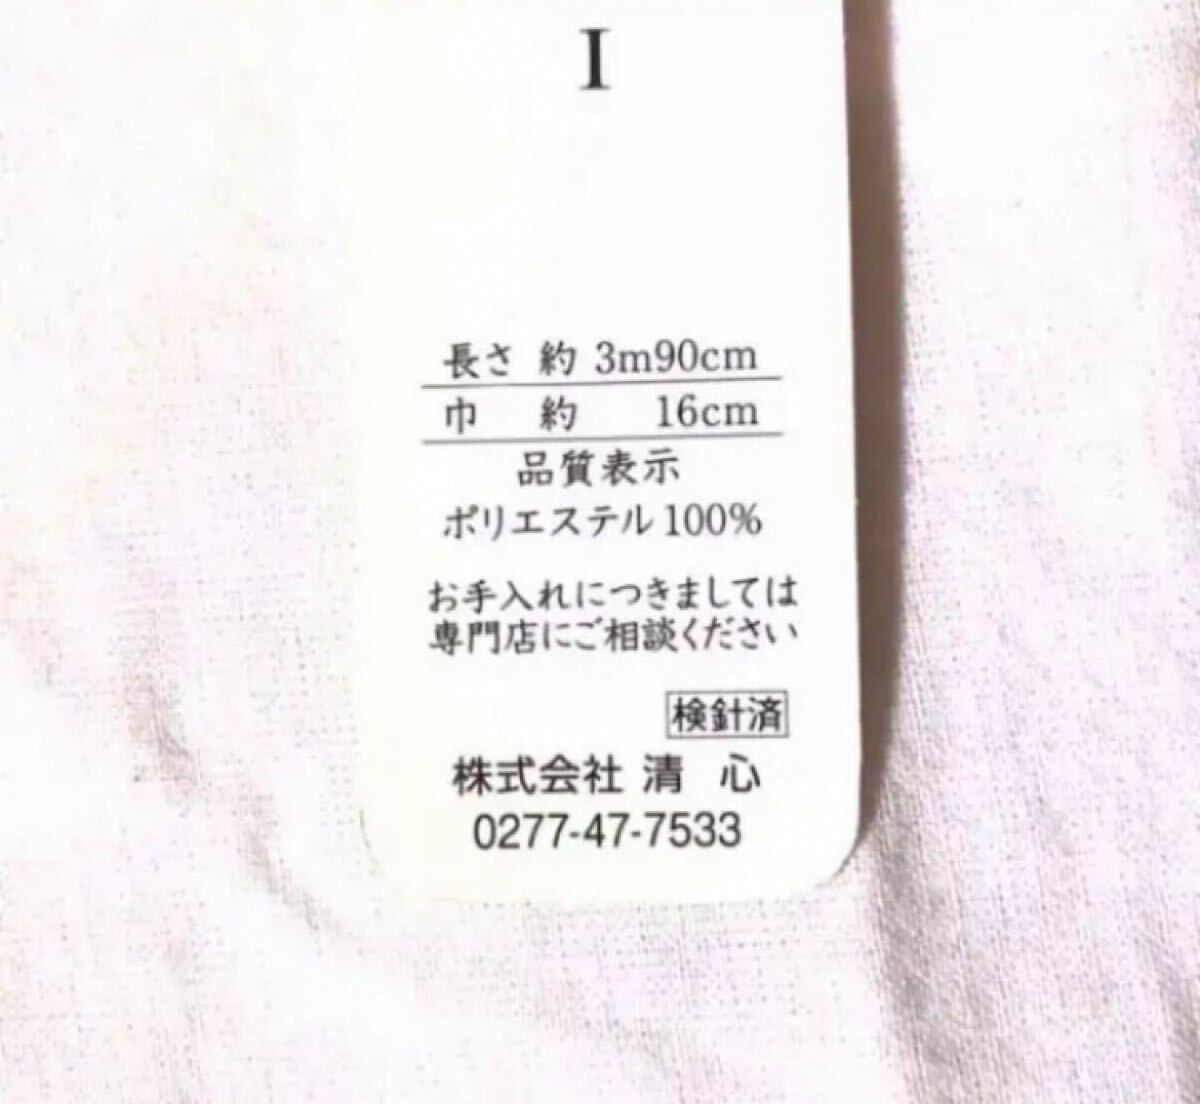 I
長さ 約 3m90cm
巾 約 16cm
品質表示
ポリエステル100%
お手入れにつきましては
専門店にご相談ください
検針済
株式会社 清 心
0277-47-7533